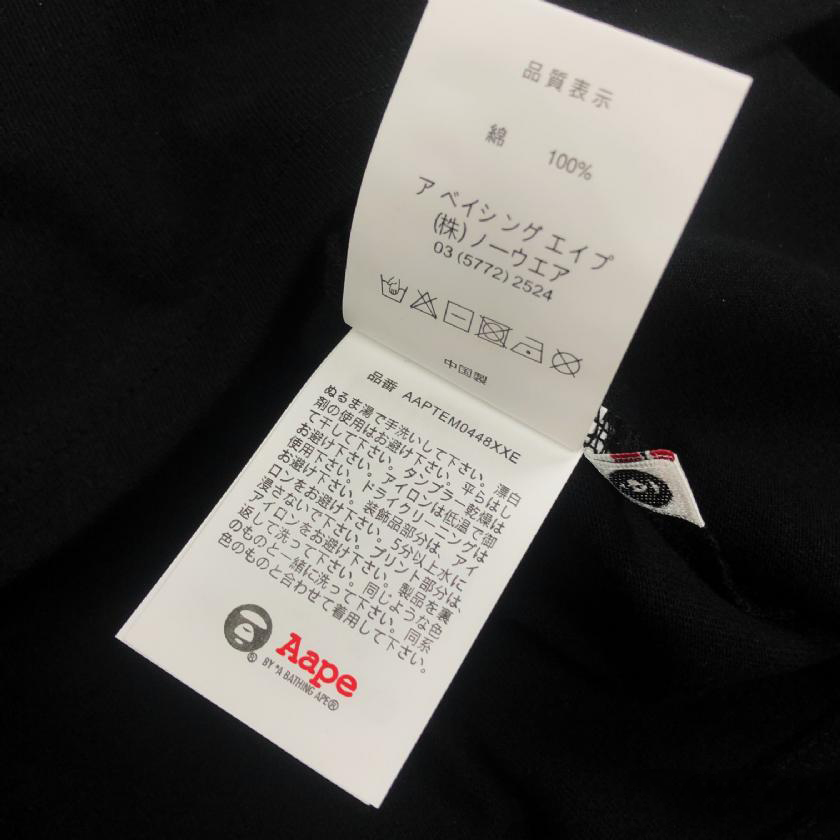 品質表示
綿 100%
ア ベイシング エイプ
(株) ノーウエア
03 (5772) 2524
中国製
品番 AAPTEM0448XXE
ぬるま湯で手洗いして下さい。漂白
剤の使用はお避け下さい。平らはし
て干して下さい。タンブラー乾燥は
お避け下さい。アイロンは低温で御
使用下さい。ドライクリーニングは
お避け下さい。装飾品部分は、アイ
ロンをお避け下さい。5分以上水に
浸さないで下さい。プリント部分は、
アイロンをお避け下さい。製品を裏
返して洗って下さい。同じような色
のものと一緒に洗って下さい。同系
色のものと合わせて着用して下さい。
Aape
BY *A BATHING APE®
®